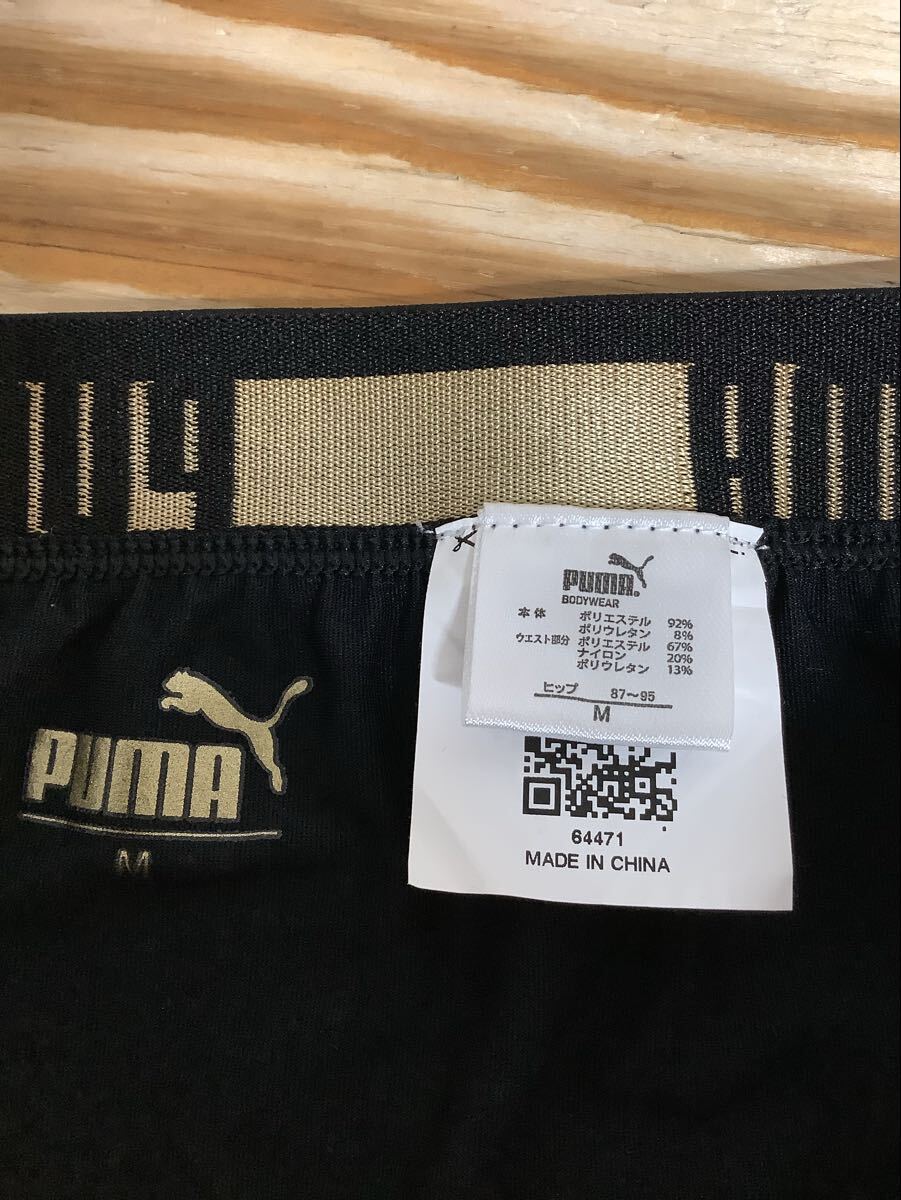 PUMA
BODYWEAR
本体 ポリエステル 92%
ポリウレタン 8%
ウエスト部分 ポリエステル 67%
ナイロン 20%
ポリウレタン 13%
ヒップ 87～95
M
64471
MADE IN CHINA
PUMA
M